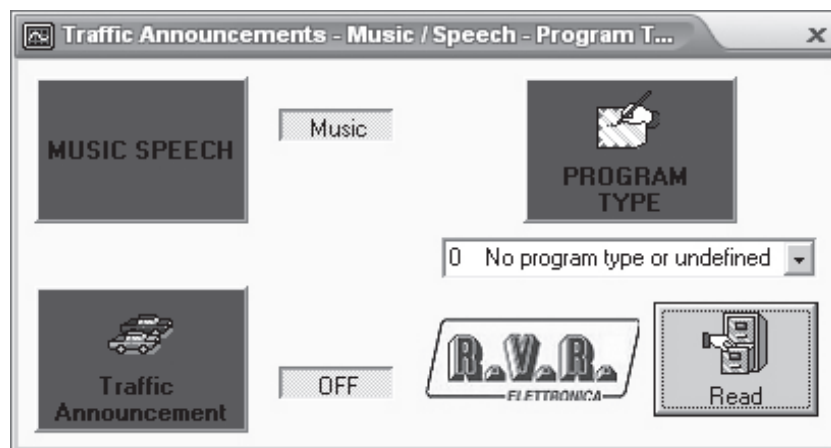 Traffic Announcements - Music / Speech - Program T...
x
MUSIC SPEECH
Music
PROGRAM
TYPE
0 No program type or undefined
Traffic
Announcement
OFF
R.V.R.
ELETTRONICA
Read